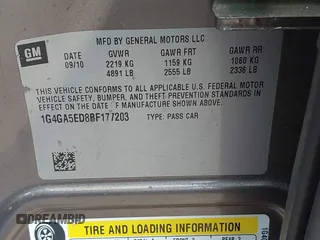 GM
MFD BY GENERAL MOTORS LLC
DATE GVWR GAWR FRT GAWR RR
09/10 2219 KG 1159 KG 1060 KG
4891 LB 2555 LB 2336 LB
THIS VEHICLE CONFORMS TO ALL APPLICABLE U.S. FEDERAL MOTOR
VEHICLE SAFETY, BUMPER, AND THEFT PREVENTION STANDARDS
IN EFFECT ON THE DATE OF MANUFACTURE SHOWN ABOVE.
1G4GA5ED8BF177203 TYPE: PASS CAR
TIRE AND LOADING INFORMATION
DREAMBID